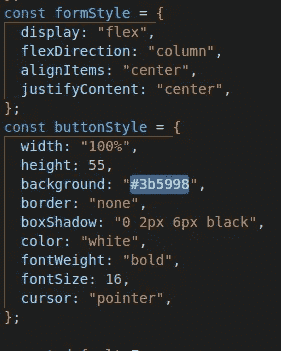 const formStyle = {
display: "flex",
flexDirection: "column",
alignItems: "center",
justifyContent: "center",
};
const buttonStyle = {
width: "100%",
height: 55,
background: "#3b5998",
border: "none",
boxShadow: "0 2px 6px black",
color: "white",
fontWeight: "bold",
fontSize: 16,
cursor: "pointer",
};